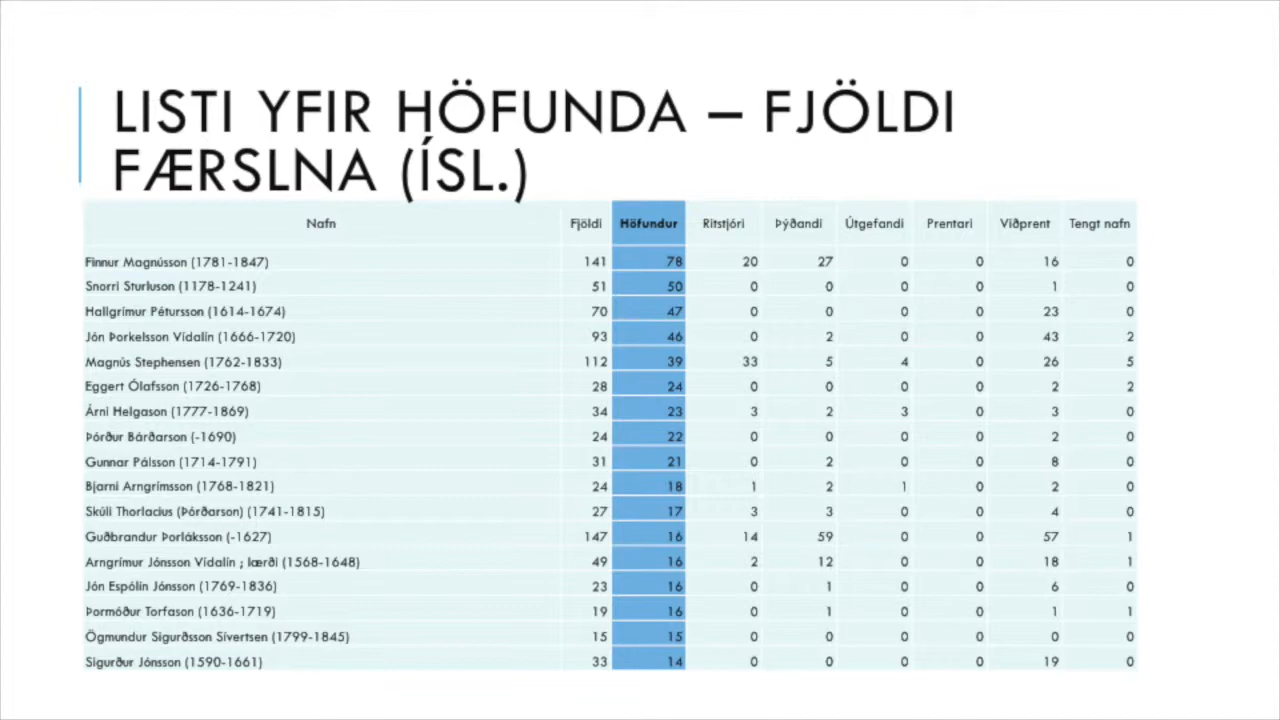 LISTI YFIR HÖFUNDA – FJÖLDI
FÆRSLNA (ÍSL.)
Nafn Fjöldi Höfundur Ritstjóri Þýðandi Útgefandi Prentari Viðprent Tengt nafn
Finnur Magnússon (1781-1847) 141 78 20 27 0 0 16 0
Snorri Sturluson (1178-1241) 51 50 0 0 0 0 1 0
Hallgrímur Pétursson (1614-1674) 70 47 0 0 0 0 23 0
Jón Þorkelsson Vídalín (1666-1720) 93 46 0 2 0 0 43 2
Magnús Stephensen (1762-1833) 112 39 33 5 4 0 26 5
Eggert Ólafsson (1726-1768) 28 24 0 0 0 0 2 2
Árni Helgason (1777-1869) 34 23 3 2 3 0 3 0
Þórður Bárðarson (-1690) 24 22 0 0 0 0 2 0
Gunnar Pálsson (1714-1791) 31 21 0 2 0 0 8 0
Bjarni Arngrímsson (1768-1821) 24 18 1 2 1 0 2 0
Skúli Thorlacius (Þórðarson) (1741-1815) 27 17 3 3 0 0 4 0
Guðbrandur Þorláksson (-1627) 147 16 14 59 0 0 57 1
Arngrímur Jónsson Vídalín ; lærði (1568-1648) 49 16 2 12 0 0 18 1
Jón Espólín Jónsson (1769-1836) 23 16 0 1 0 0 6 0
Þormóður Torfason (1636-1719) 19 16 0 1 0 0 1 1
Ögmundur Sigurðsson Sívertsen (1799-1845) 15 15 0 0 0 0 0 0
Sigurður Jónsson (1590-1661) 33 14 0 0 0 0 19 0